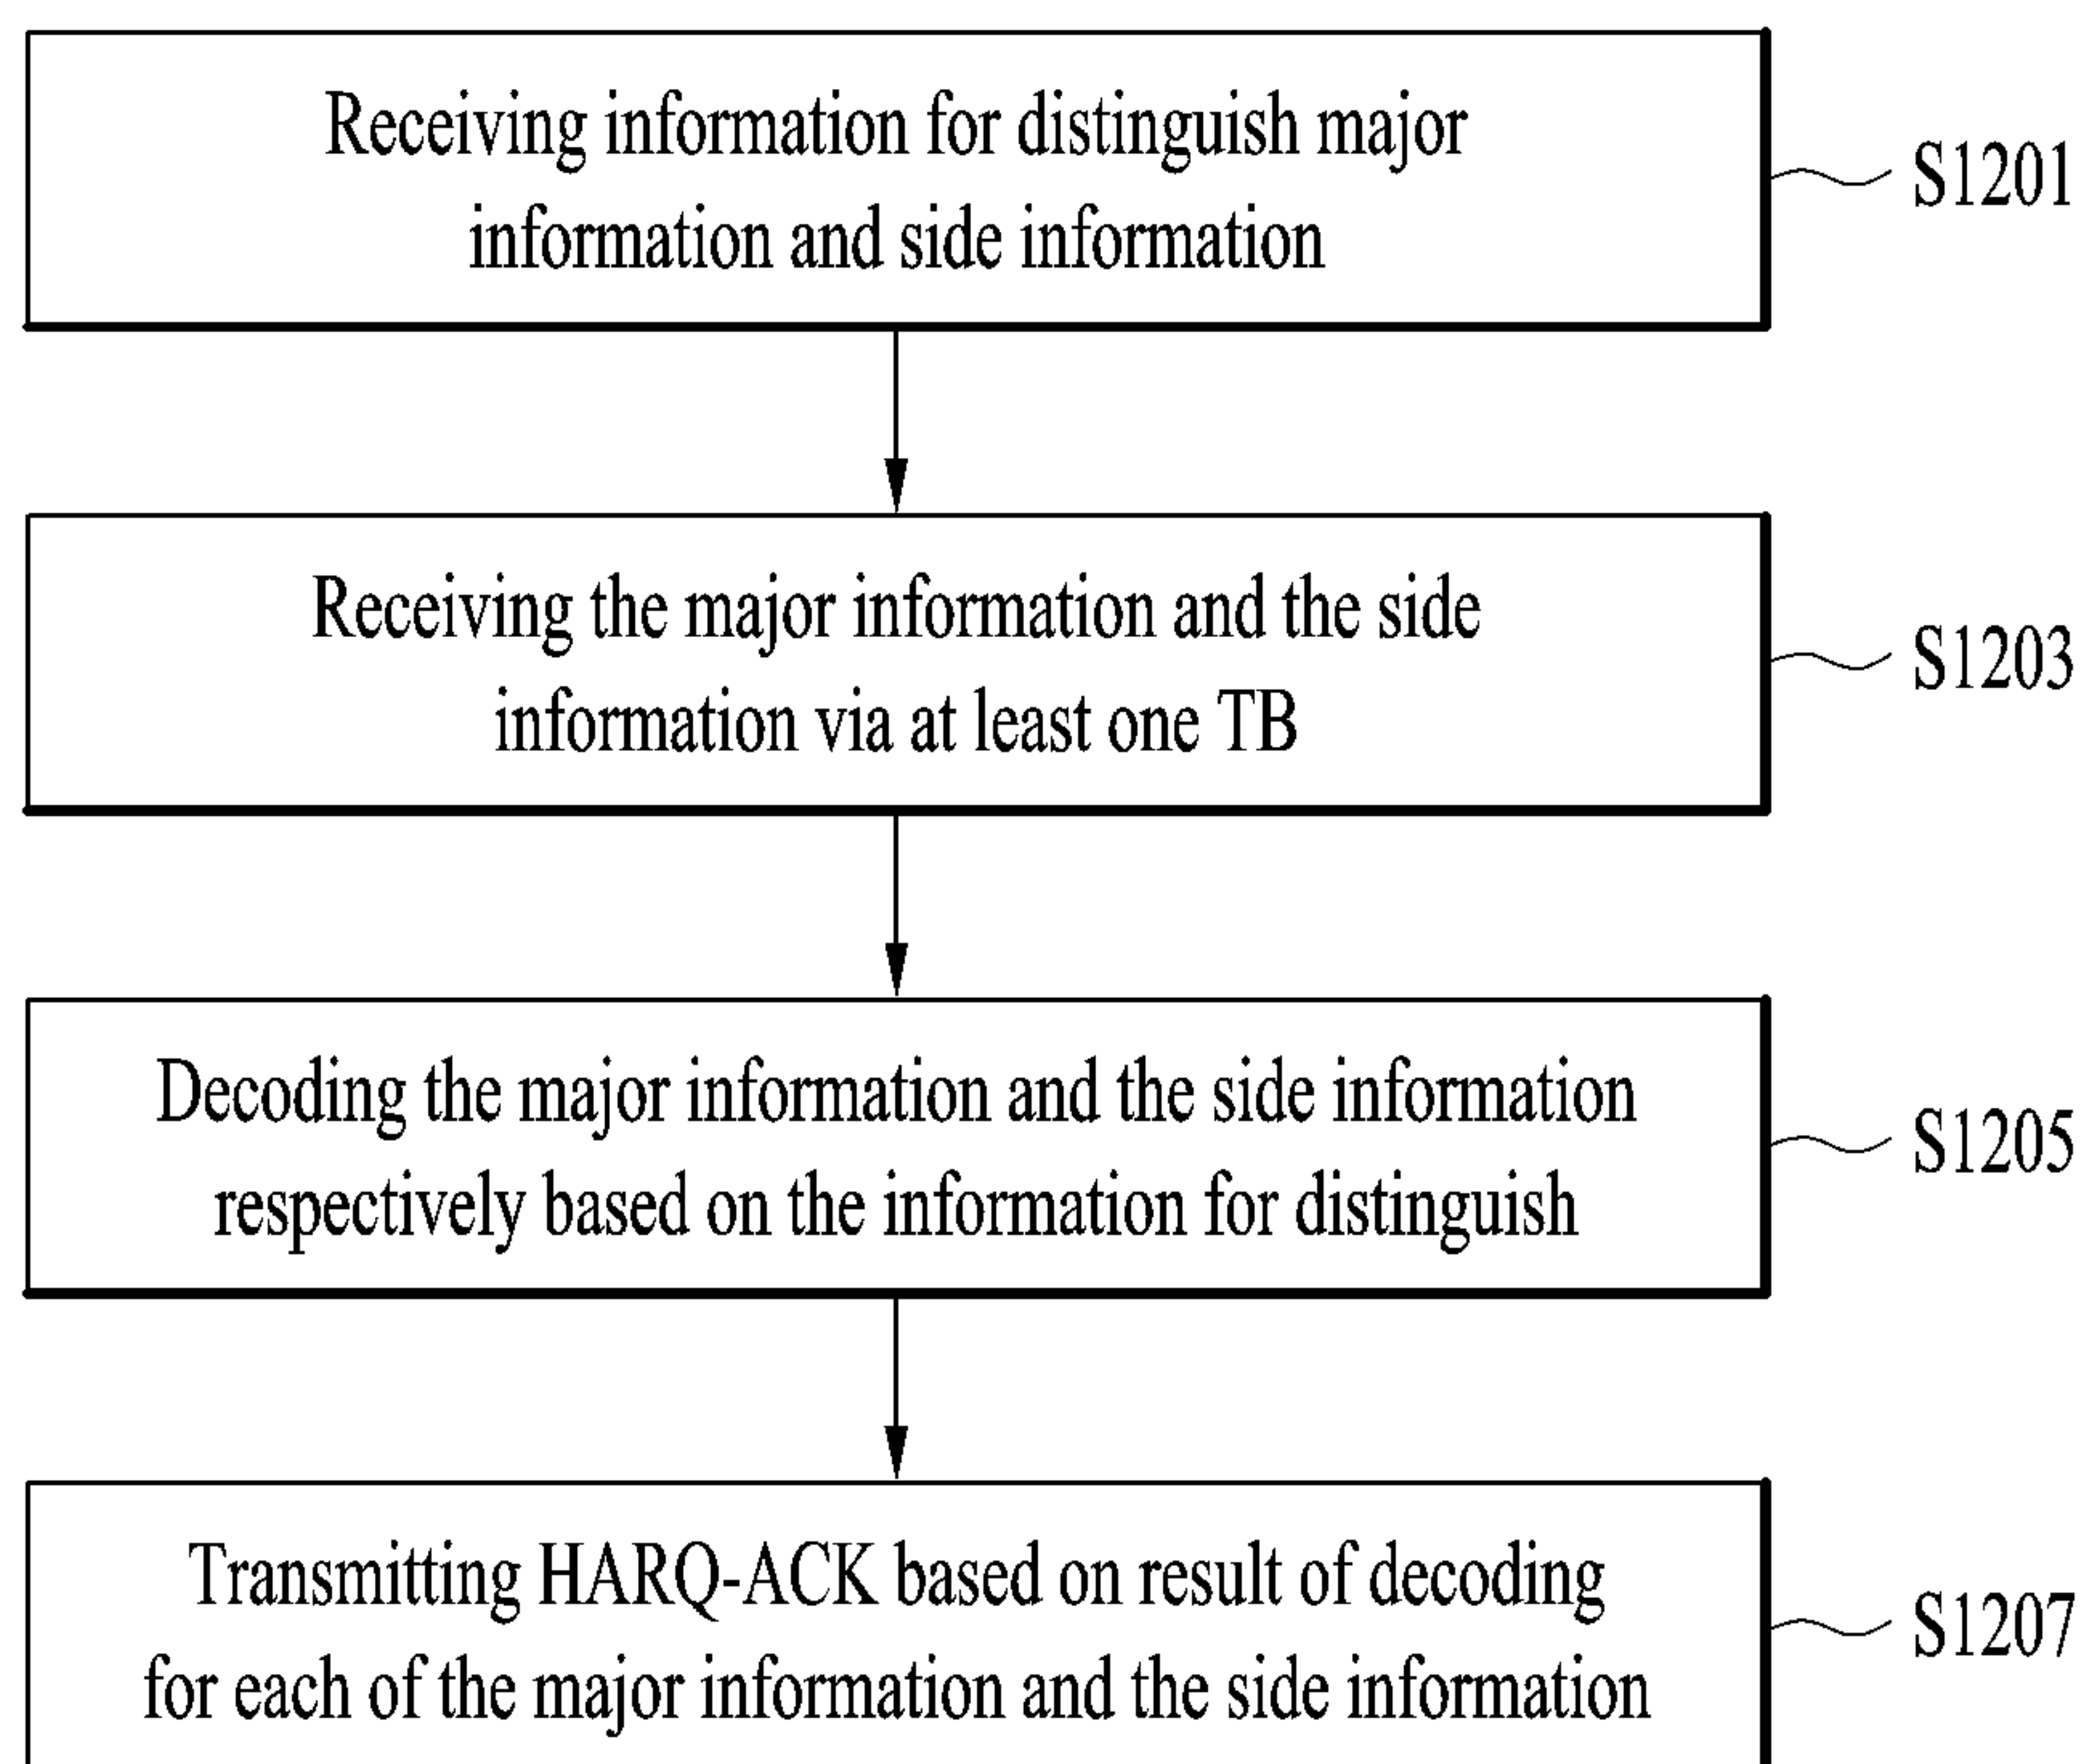 Receiving information for distinguish major
information and side information
S1201
Receiving the major information and the side
information via at least one TB
S1203
Decoding the major information and the side information
respectively based on the information for distinguish
S1205
Transmitting HARQ-ACK based on result of decoding
for each of the major information and the side information
S1207